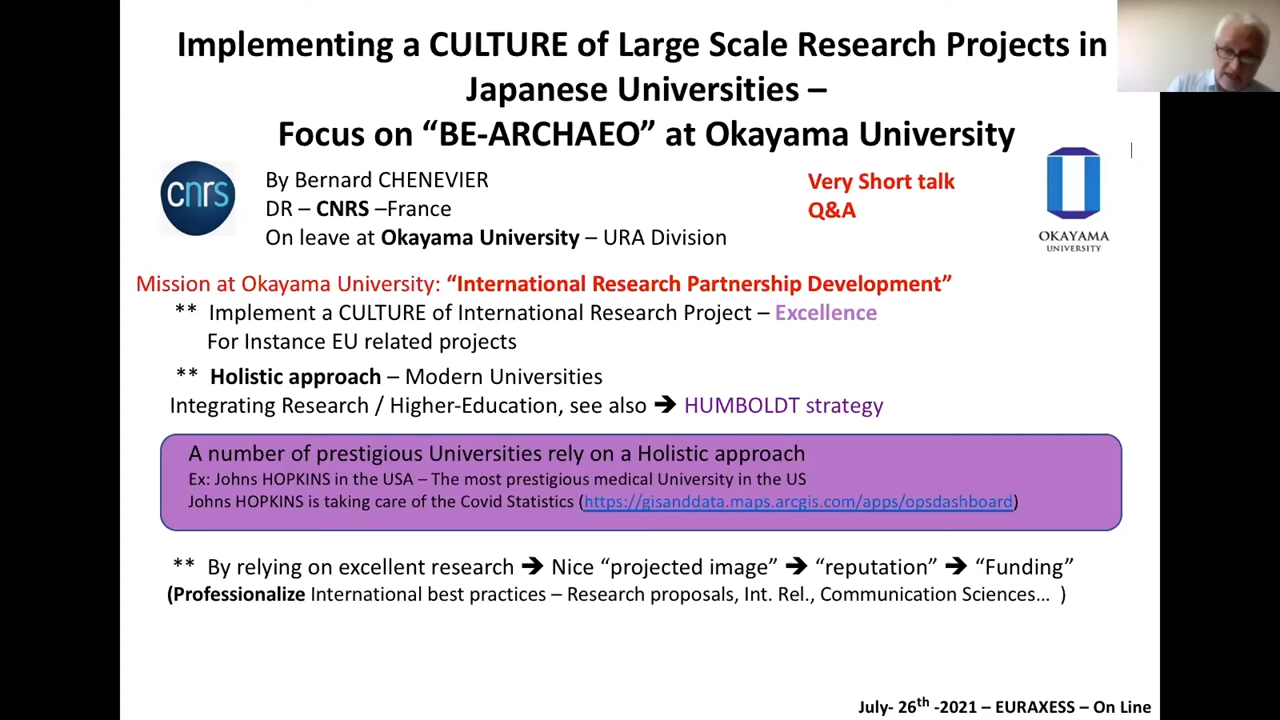 Implementing a CULTURE of Large Scale Research Projects in
Japanese Universities –
Focus on “BE-ARCHAEO” at Okayama University
cnrs
By Bernard CHENEVIER
DR – CNRS –France
On leave at Okayama University – URA Division
Very Short talk
Q&A
OKAYAMA
UNIVERSITY
Mission at Okayama University: “International Research Partnership Development”
** Implement a CULTURE of International Research Project – Excellence
For Instance EU related projects
** Holistic approach – Modern Universities
Integrating Research / Higher-Education, see also ➔ HUMBOLDT strategy
A number of prestigious Universities rely on a Holistic approach
Ex: Johns HOPKINS in the USA – The most prestigious medical University in the US
Johns HOPKINS is taking care of the Covid Statistics (https://gisanddata.maps.arcgis.com/apps/opsdashboard)
** By relying on excellent research ➔ Nice “projected image” ➔ “reputation” ➔ “Funding”
(Professionalize International best practices – Research proposals, Int. Rel., Communication Sciences… )
July- 26th -2021 – EURAXESS – On Line